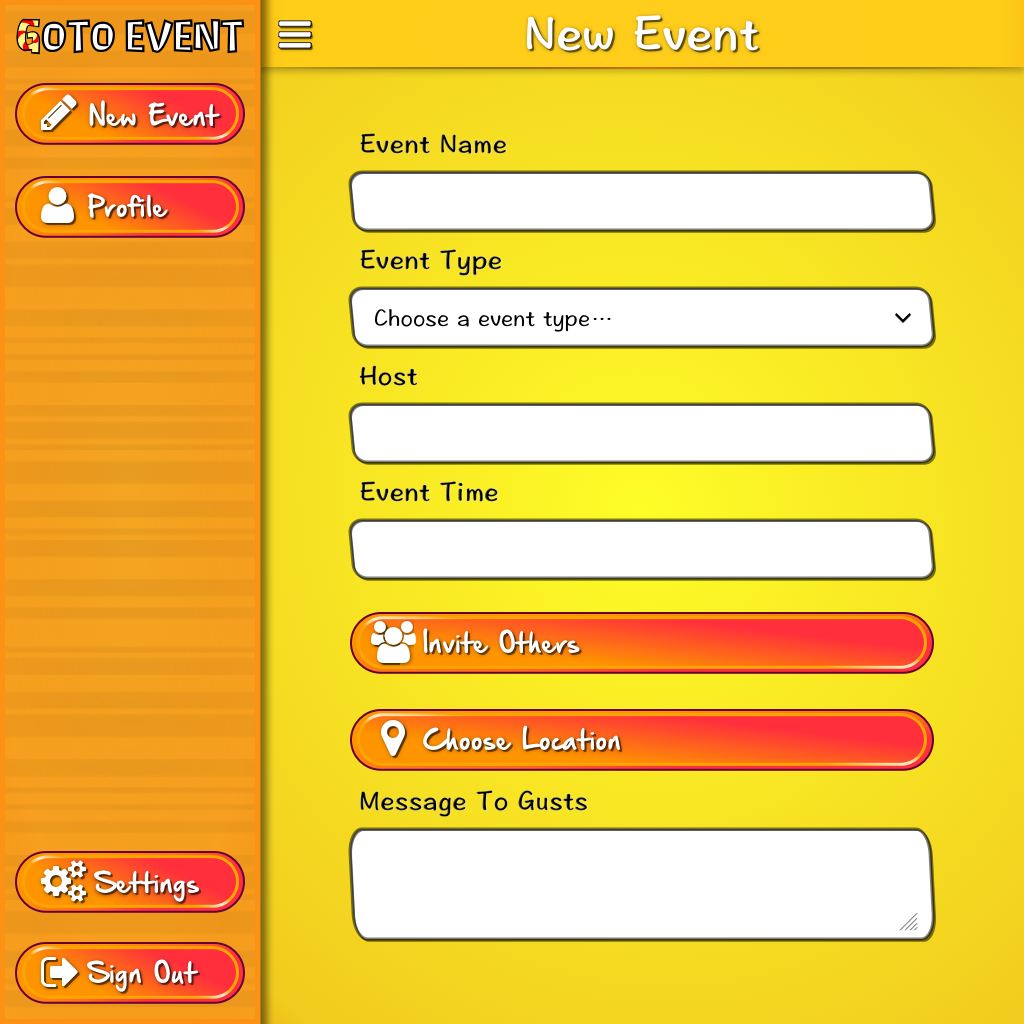 GOTO EVENT
New Event
Profile
Settings
Sign Out
New Event
Event Name
Event Type
Choose a event type···
Host
Event Time
Invite Others
Choose Location
Message To Gusts